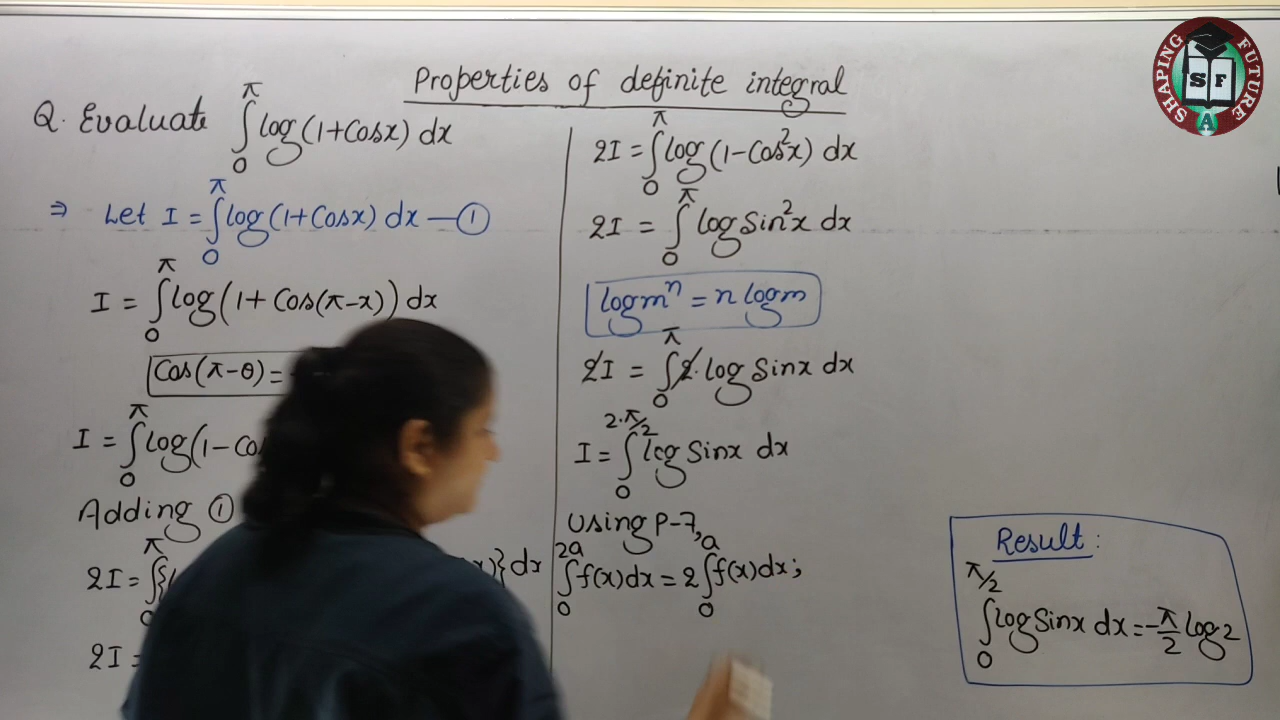 Properties of definite integral
SHAPING FUTURE
S F
A
Q. Evaluate ∫₀^π log(1+Cosx) dx
⇒ Let I = ∫₀^π log(1+Cosx) dx — ①
I = ∫₀^π log(1+ Cos(π-x)) dx
Cos(π-θ) =
I = ∫₀^π log(1-Cos
Adding ①
2I = ∫₀^π {
)} dx
2I =
2I = ∫₀^π log(1-Cos²x) dx
2I = ∫₀^π log Sin²x dx
log mⁿ = n log m
2I = ∫₀^π 2·log Sinx dx
I = ∫₀^{2·π/2} log Sinx dx
Using P-7,
∫₀^{2a} f(x)dx = 2∫₀^a f(x)dx;
Result:
∫₀^{π/2} log Sinx dx = -π/2 log 2